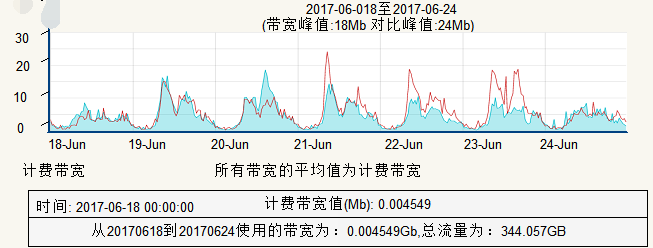 2017-06-018至2017-06-24
(带宽峰值:18Mb 对比峰值:24Mb)
30
20
10
0
18-Jun 19-Jun 20-Jun 21-Jun 22-Jun 23-Jun 24-Jun
计费带宽 所有带宽的平均值为计费带宽
时间: 2017-06-18 00:00:00 计费带宽值(Mb): 0.004549
从20170618到20170624使用的带宽为：0.004549Gb,总流量为：344.057GB